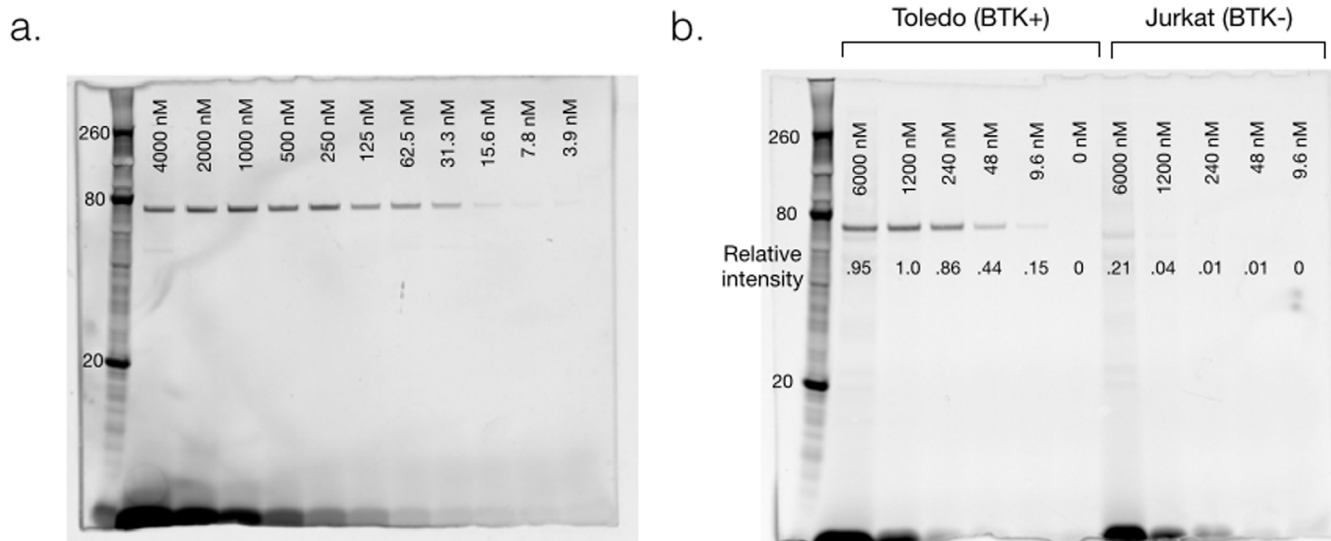 a.
260
80
20
4000 nM
2000 nM
1000 nM
500 nM
250 nM
125 nM
62.5 nM
31.3 nM
15.6 nM
7.8 nM
3.9 nM
b.
Toledo (BTK+)
Jurkat (BTK-)
260
80
20
6000 nM
1200 nM
240 nM
48 nM
9.6 nM
0 nM
6000 nM
1200 nM
240 nM
48 nM
9.6 nM
Relative
intensity
.95 1.0 .86 .44 .15 0 .21 .04 .01 .01 0